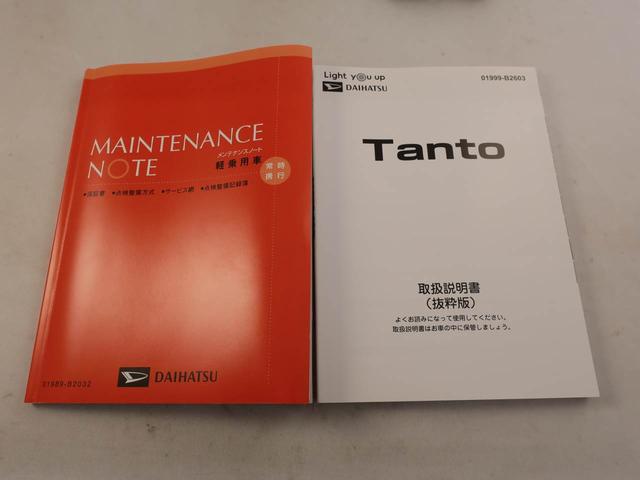 MAINTENANCE
NOTE
メンテナンスノート
軽乗用車
常時
携行
●保証書 ●点検整備方式 ●サービス網 ●点検整備記録簿
01989-B2032
DAIHATSU
Light you up
DAIHATSU
01999-B2603
Tanto
取扱説明書
（抜粋版）
よくお読みになって使用してください。
取扱説明書はお車の中に保管しましょう。